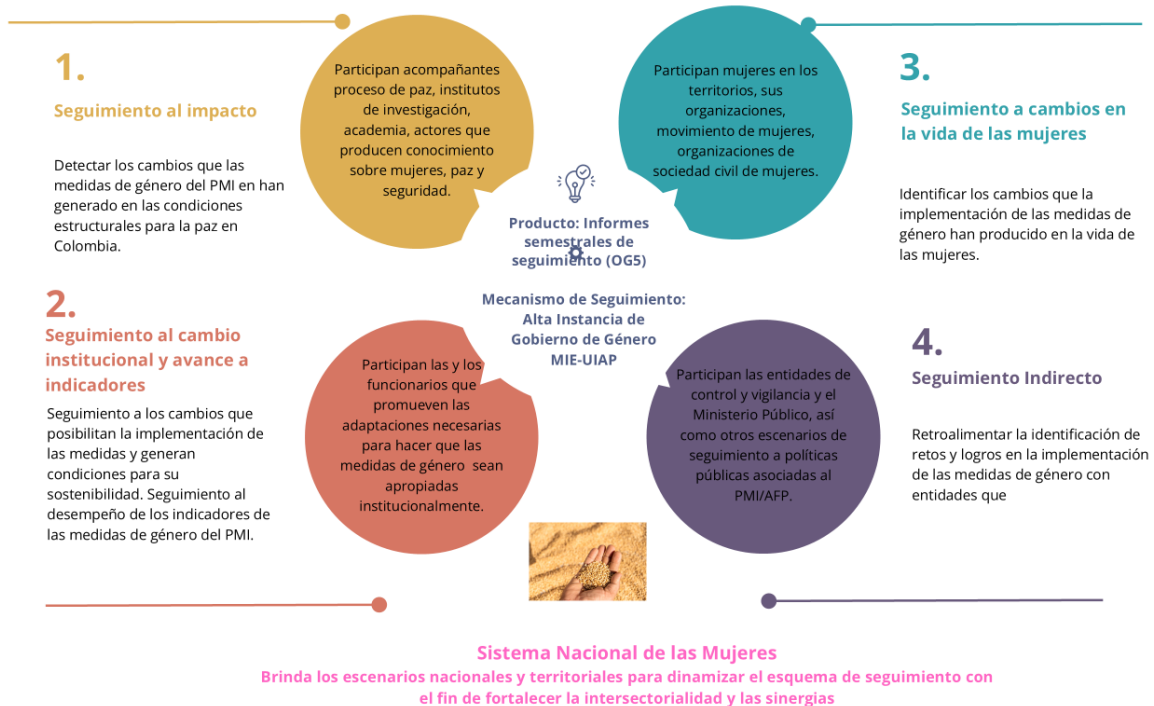 1.
Seguimiento al impacto
Detectar los cambios que las
medidas de género del PMI en han
generado en las condiciones
estructurales para la paz en
Colombia.
Participan acompañantes
proceso de paz, institutos
de investigación,
academia, actores que
producen conocimiento
sobre mujeres, paz y
seguridad.
2.
Seguimiento al cambio
institucional y avance a
indicadores
Seguimiento a los cambios que
posibilitan la implementación de
las medidas y generan
condiciones para su
sostenibilidad. Seguimiento al
desempeño de los indicadores de
las medidas de género del PMI.
Participan las y los
funcionarios que
promueven las
adaptaciones necesarias
para hacer que las
medidas de género sean
apropiadas
institucionalmente.
Producto: Informes
semestrales de
seguimiento (OG5)
Mecanismo de Seguimiento:
Alta Instancia de
Gobierno de Género
MIE-UIAP
Participan mujeres en los
territorios, sus
organizaciones,
movimiento de mujeres,
organizaciones de
sociedad civil de mujeres.
3.
Seguimiento a cambios en
la vida de las mujeres
Identificar los cambios que la
implementación de las medidas de
género han producido en la vida de
las mujeres.
Participan las entidades de
control y vigilancia y el
Ministerio Público, así
como otros escenarios de
seguimiento a políticas
públicas asociadas al
PMI/AFP.
4.
Seguimiento Indirecto
Retroalimentar la identificación de
retos y logros en la implementación
de las medidas de género con
entidades que
Sistema Nacional de las Mujeres
Brinda los escenarios nacionales y territoriales para dinamizar el esquema de seguimiento con
el fin de fortalecer la intersectorialidad y las sinergias